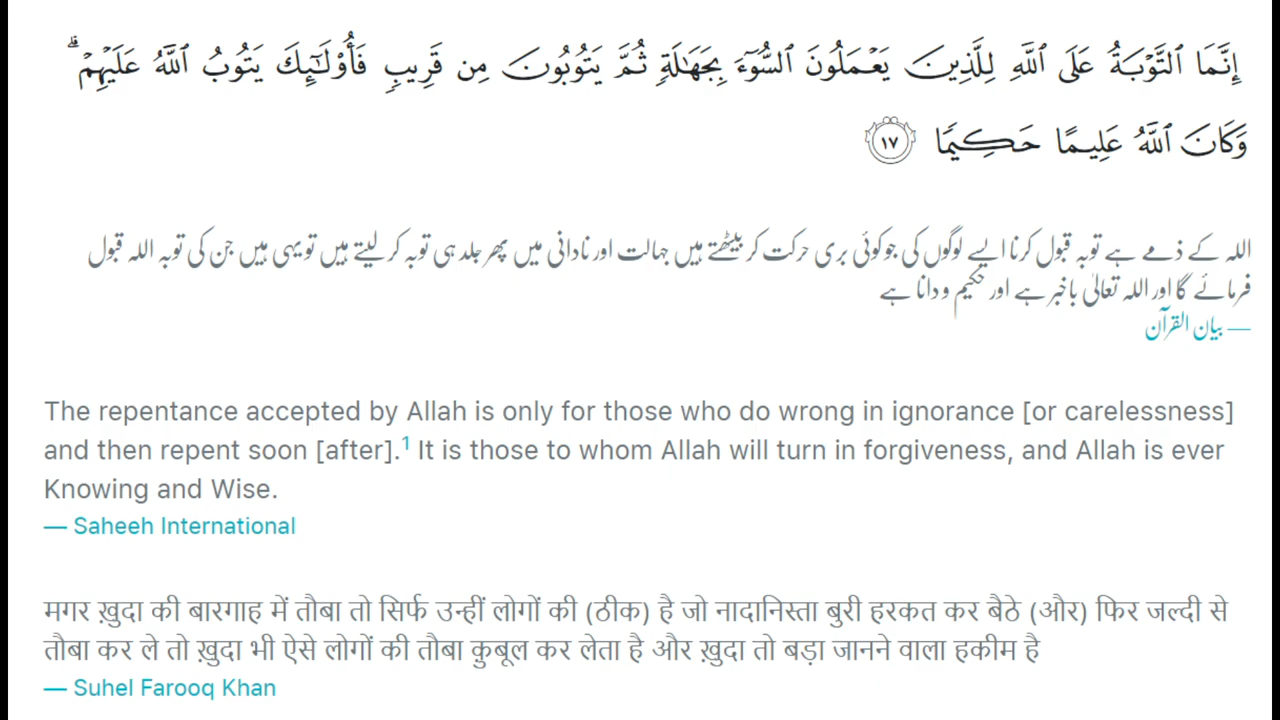 إِنَّمَا ٱلتَّوْبَةُ عَلَى ٱللَّهِ لِلَّذِينَ يَعْمَلُونَ ٱلسُّوٓءَ بِجَهَـٰلَةٍۢ ثُمَّ يَتُوبُونَ مِن قَرِيبٍۢ فَأُو۟لَـٰٓئِكَ يَتُوبُ ٱللَّهُ عَلَيْهِمْ ۗ
وَكَانَ ٱللَّهُ عَلِيمًا حَكِيمًۭا ١٧
اللہ کے ذمے ہے توبہ قبول کرنا ایسے لوگوں کی جو کوئی بری حرکت کر بیٹھتے ہیں جہالت اور نادانی میں پھر جلد ہی توبہ کرلیتے ہیں تو یہی ہیں جن کی توبہ اللہ قبول
فرمائے گا اور اللہ تعالیٰ باخبر ہے اور حکیم و دانا ہے
— بیان القرآن
The repentance accepted by Allah is only for those who do wrong in ignorance [or carelessness]
and then repent soon [after].1 It is those to whom Allah will turn in forgiveness, and Allah is ever
Knowing and Wise.
— Saheeh International
मगर ख़ुदा की बारगाह में तौबा तो सिर्फ उन्हीं लोगों की (ठीक) है जो नादानिस्ता बुरी हरकत कर बैठे (और) फिर जल्दी से
तौबा कर ले तो ख़ुदा भी ऐसे लोगों की तौबा क़ुबूल कर लेता है और ख़ुदा तो बड़ा जानने वाला हकीम है
— Suhel Farooq Khan